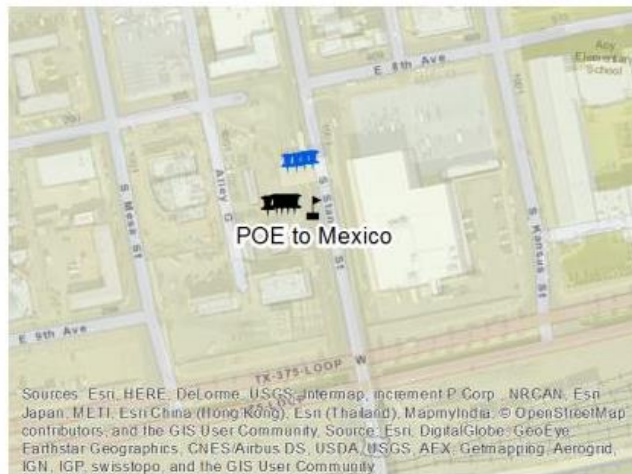 E 8th Ave
Aoy
Elementary
School
S Mesa St
Alley G
S Stan
St
S Kansas St
POE to Mexico
E 9th Ave
TX-375-LOOP W
Sources: Esri, HERE, DeLorme, USGS, Intermap, increment P Corp., NRCAN, Esri
Japan, METI, Esri China (Hong Kong), Esri (Thailand), MapmyIndia, © OpenStreetMap
contributors, and the GIS User Community, Source: Esri, DigitalGlobe, GeoEye,
Earthstar Geographics, CNES/Airbus DS, USDA, USGS, AEX, Getmapping, Aerogrid,
IGN, IGP, swisstopo, and the GIS User Community